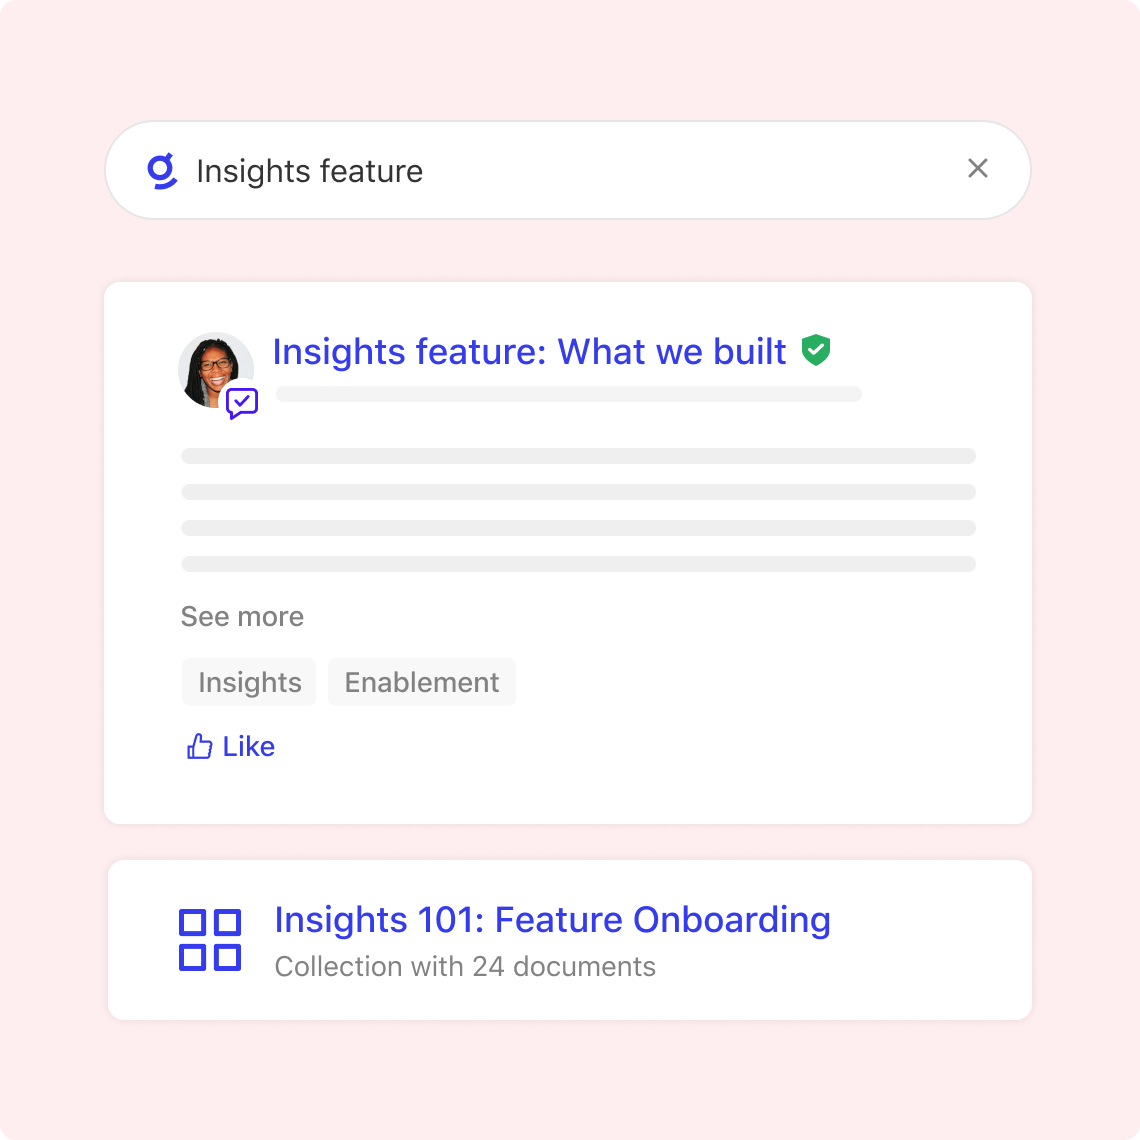 Insights feature
Insights feature: What we built
See more
Insights
Enablement
Like
Insights 101: Feature Onboarding
Collection with 24 documents